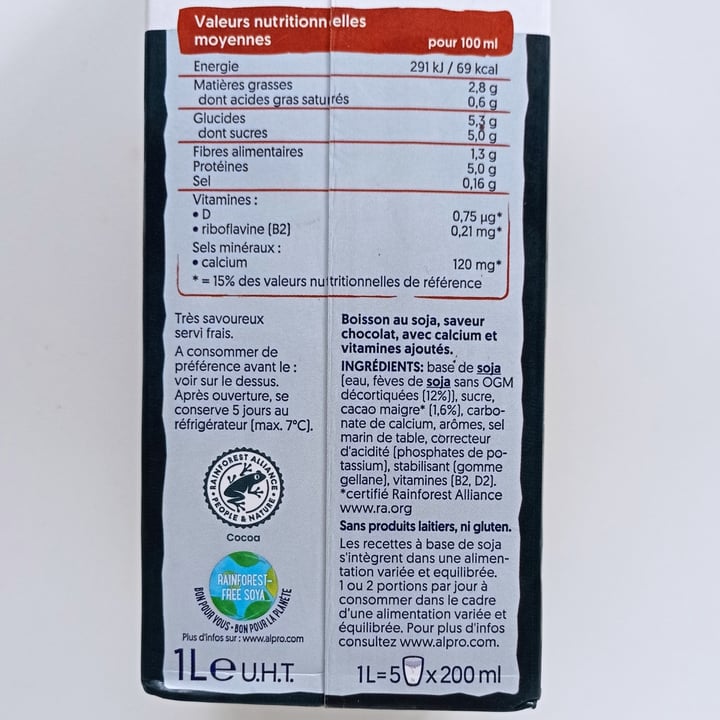 Valeurs nutritionnelles
moyennes pour 100 ml
Energie 291 kJ / 69 kcal
Matières grasses 2,8 g
dont acides gras saturés 0,6 g
Glucides 5,3 g
dont sucres 5,0 g
Fibres alimentaires 1,3 g
Protéines 5,0 g
Sel 0,16 g
Vitamines :
• D 0,75 µg*
• riboflavine (B2) 0,21 mg*
Sels minéraux :
• calcium 120 mg*
* = 15% des valeurs nutritionnelles de référence
Très savoureux
servi frais.
A consommer de
préférence avant le :
voir sur le dessus.
Après ouverture, se
conserve 5 jours au
réfrigérateur (max. 7°C).
RAINFOREST ALLIANCE
• PEOPLE & NATURE •
Cocoa
RAINFOREST-
FREE SOYA
BON POUR VOUS • BON POUR LA PLANÈTE
Plus d'infos sur : www.alpro.com
1L e U.H.T.
Boisson au soja, saveur
chocolat, avec calcium et
vitamines ajoutés.
INGRÉDIENTS: base de soja
(eau, fèves de soja sans OGM
décortiquées (12%)), sucre,
cacao maigre* (1,6%), carbo-
nate de calcium, arômes, sel
marin de table, correcteur
d'acidité (phosphates de po-
tassium), stabilisant (gomme
gellane), vitamines (B2, D2).
*certifié Rainforest Alliance
www.ra.org
Sans produits laitiers, ni gluten.
Les recettes à base de soja
s'intègrent dans une alimen-
tation variée et equilibrée.
1 ou 2 portions par jour à
consommer dans le cadre
d'une alimentation variée et
équilibrée. Pour plus d'infos
consultez www.alpro.com.
1L=5 x 200 ml